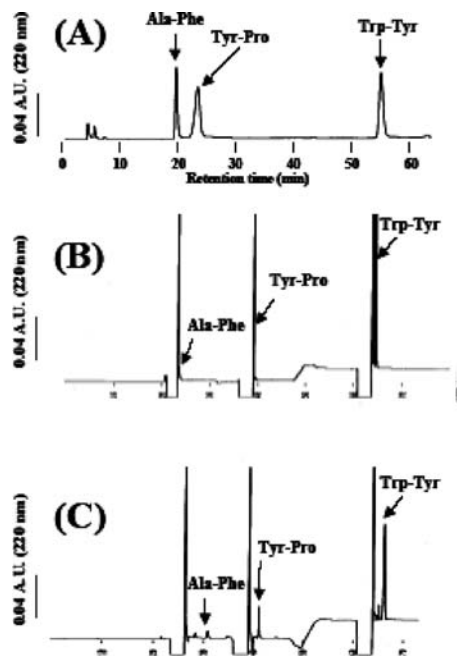 (A)
Ala-Phe
Tyr-Pro
Trp-Tyr
0.04 A.U. (220 nm)
0 10 20 30 40 50 60
Retention time (min)
(B)
Ala-Phe
Tyr-Pro
Trp-Tyr
0.04 A.U. (220 nm)
(C)
Ala-Phe
Tyr-Pro
Trp-Tyr
0.04 A.U. (220 nm)